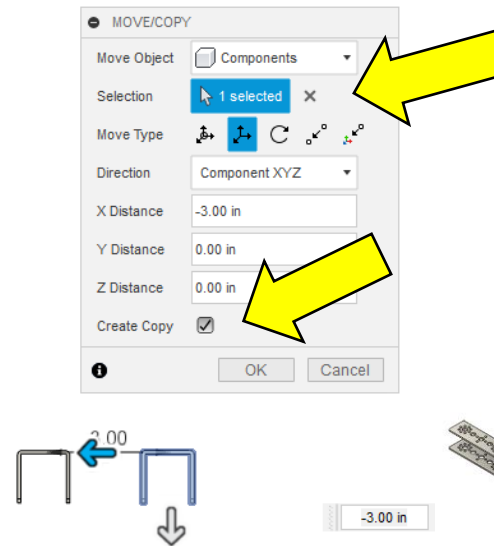 MOVE/COPY
Move Object Components
Selection 1 selected
Move Type
Direction Component XYZ
X Distance -3.00 in
Y Distance 0.00 in
Z Distance 0.00 in
Create Copy
OK Cancel
3.00
-3.00 in